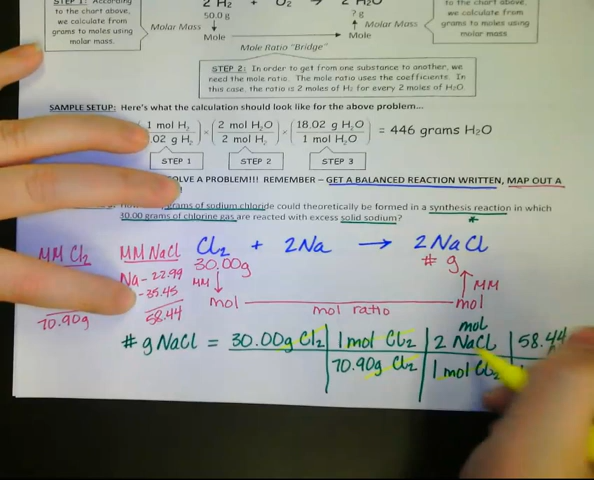 STEP 1: According
to the chart above,
we calculate from
grams to moles using
molar mass.
2 H₂ + O₂ → 2 H₂O
50.0 g
? g
Molar Mass
Molar Mass
Mole
Mole
Mole Ratio "Bridge"
to the chart above,
we calculate from
grams to moles using
molar mass.
STEP 2: In order to get from one substance to another, we
need the mole ratio. The mole ratio uses the coefficients. In
this case, the ratio is 2 moles of H₂ for every 2 moles of H₂O.
SAMPLE SETUP: Here's what the calculation should look like for the above problem...
(1 mol H₂ / .02 g H₂) × (2 mol H₂O / 2 mol H₂) × (18.02 g H₂O / 1 mol H₂O) = 446 grams H₂O
STEP 1
STEP 2
STEP 3
OLVE A PROBLEM!!! REMEMBER – GET A BALANCED REACTION WRITTEN, MAP OUT A
grams of sodium chloride could theoretically be formed in a synthesis reaction in which
30.00 grams of chlorine gas are reacted with excess solid sodium?
*
MM Cl₂
70.90g
MM NaCl
Na - 22.99
- 35.45
58.44
Cl₂ + 2Na → 2NaCl
30.00g
# g
MM ↓
↑ MM
mol
mol ratio
mol
# g NaCl = 30.00g Cl₂ | 1 mol Cl₂ | 2 mol NaCl | 58.44
70.90g Cl₂ | 1 mol Cl₂